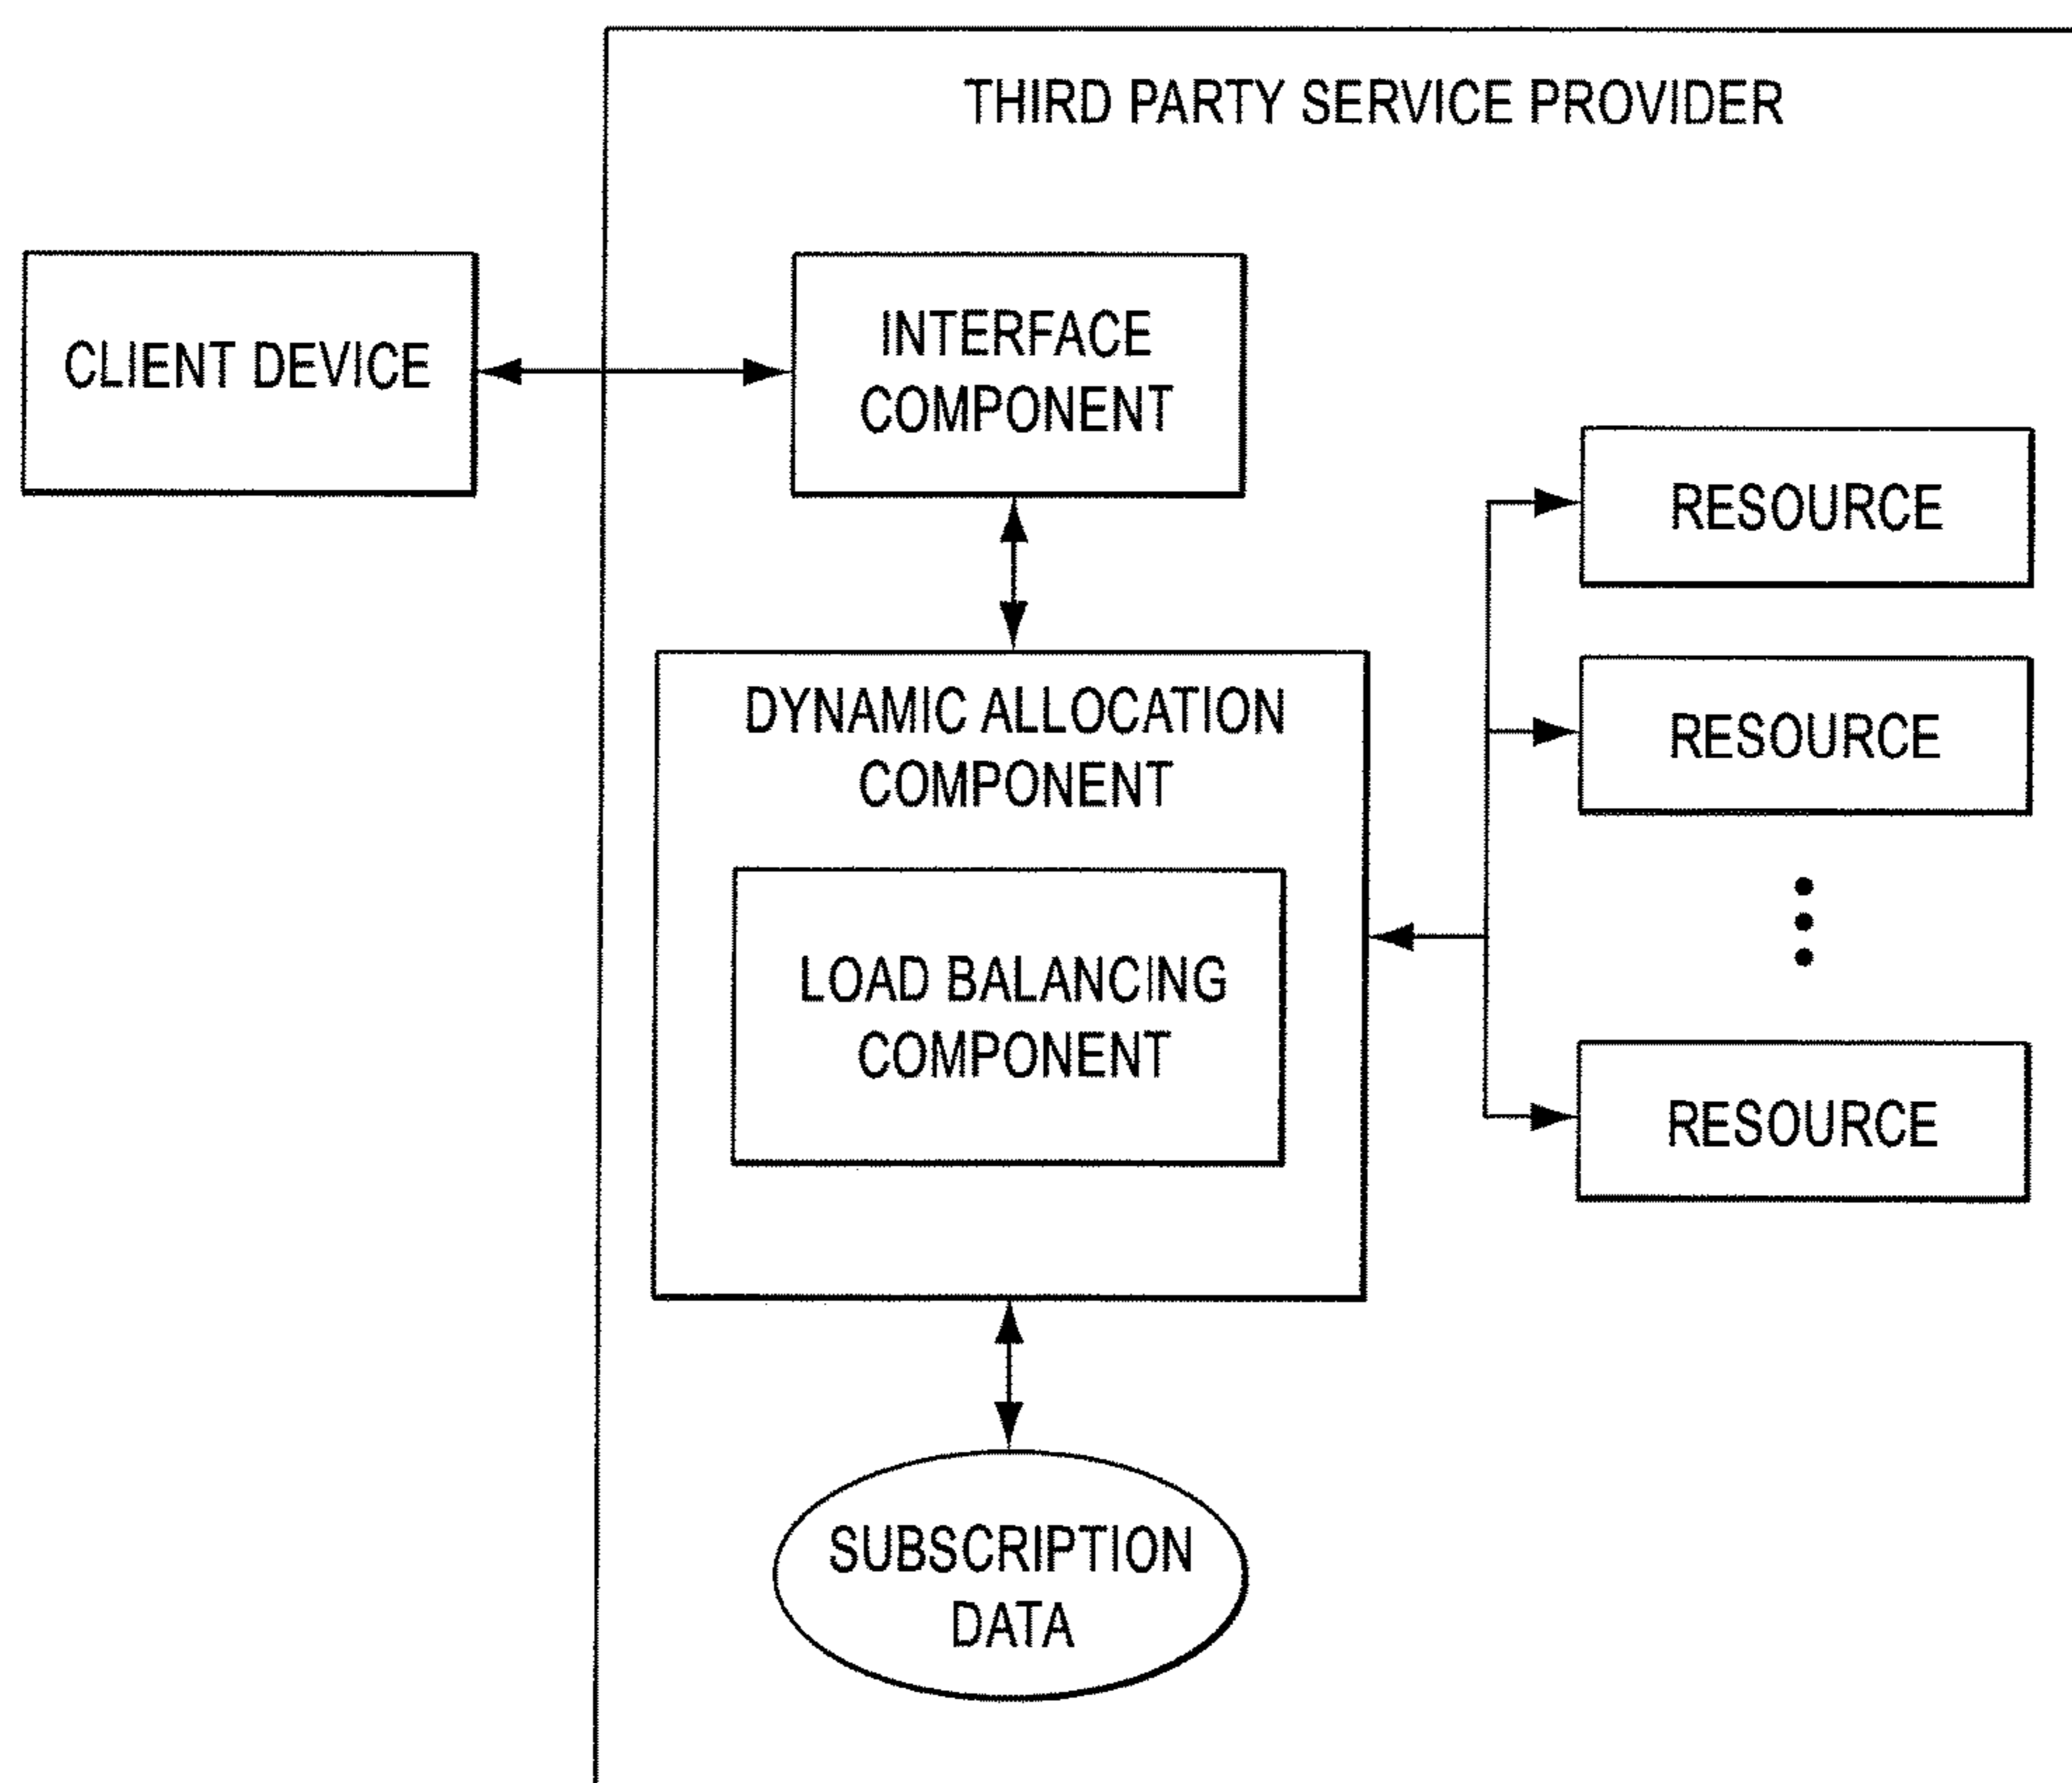 THIRD PARTY SERVICE PROVIDER
CLIENT DEVICE
INTERFACE
COMPONENT
RESOURCE
DYNAMIC ALLOCATION
COMPONENT
RESOURCE
LOAD BALANCING
COMPONENT
RESOURCE
SUBSCRIPTION
DATA